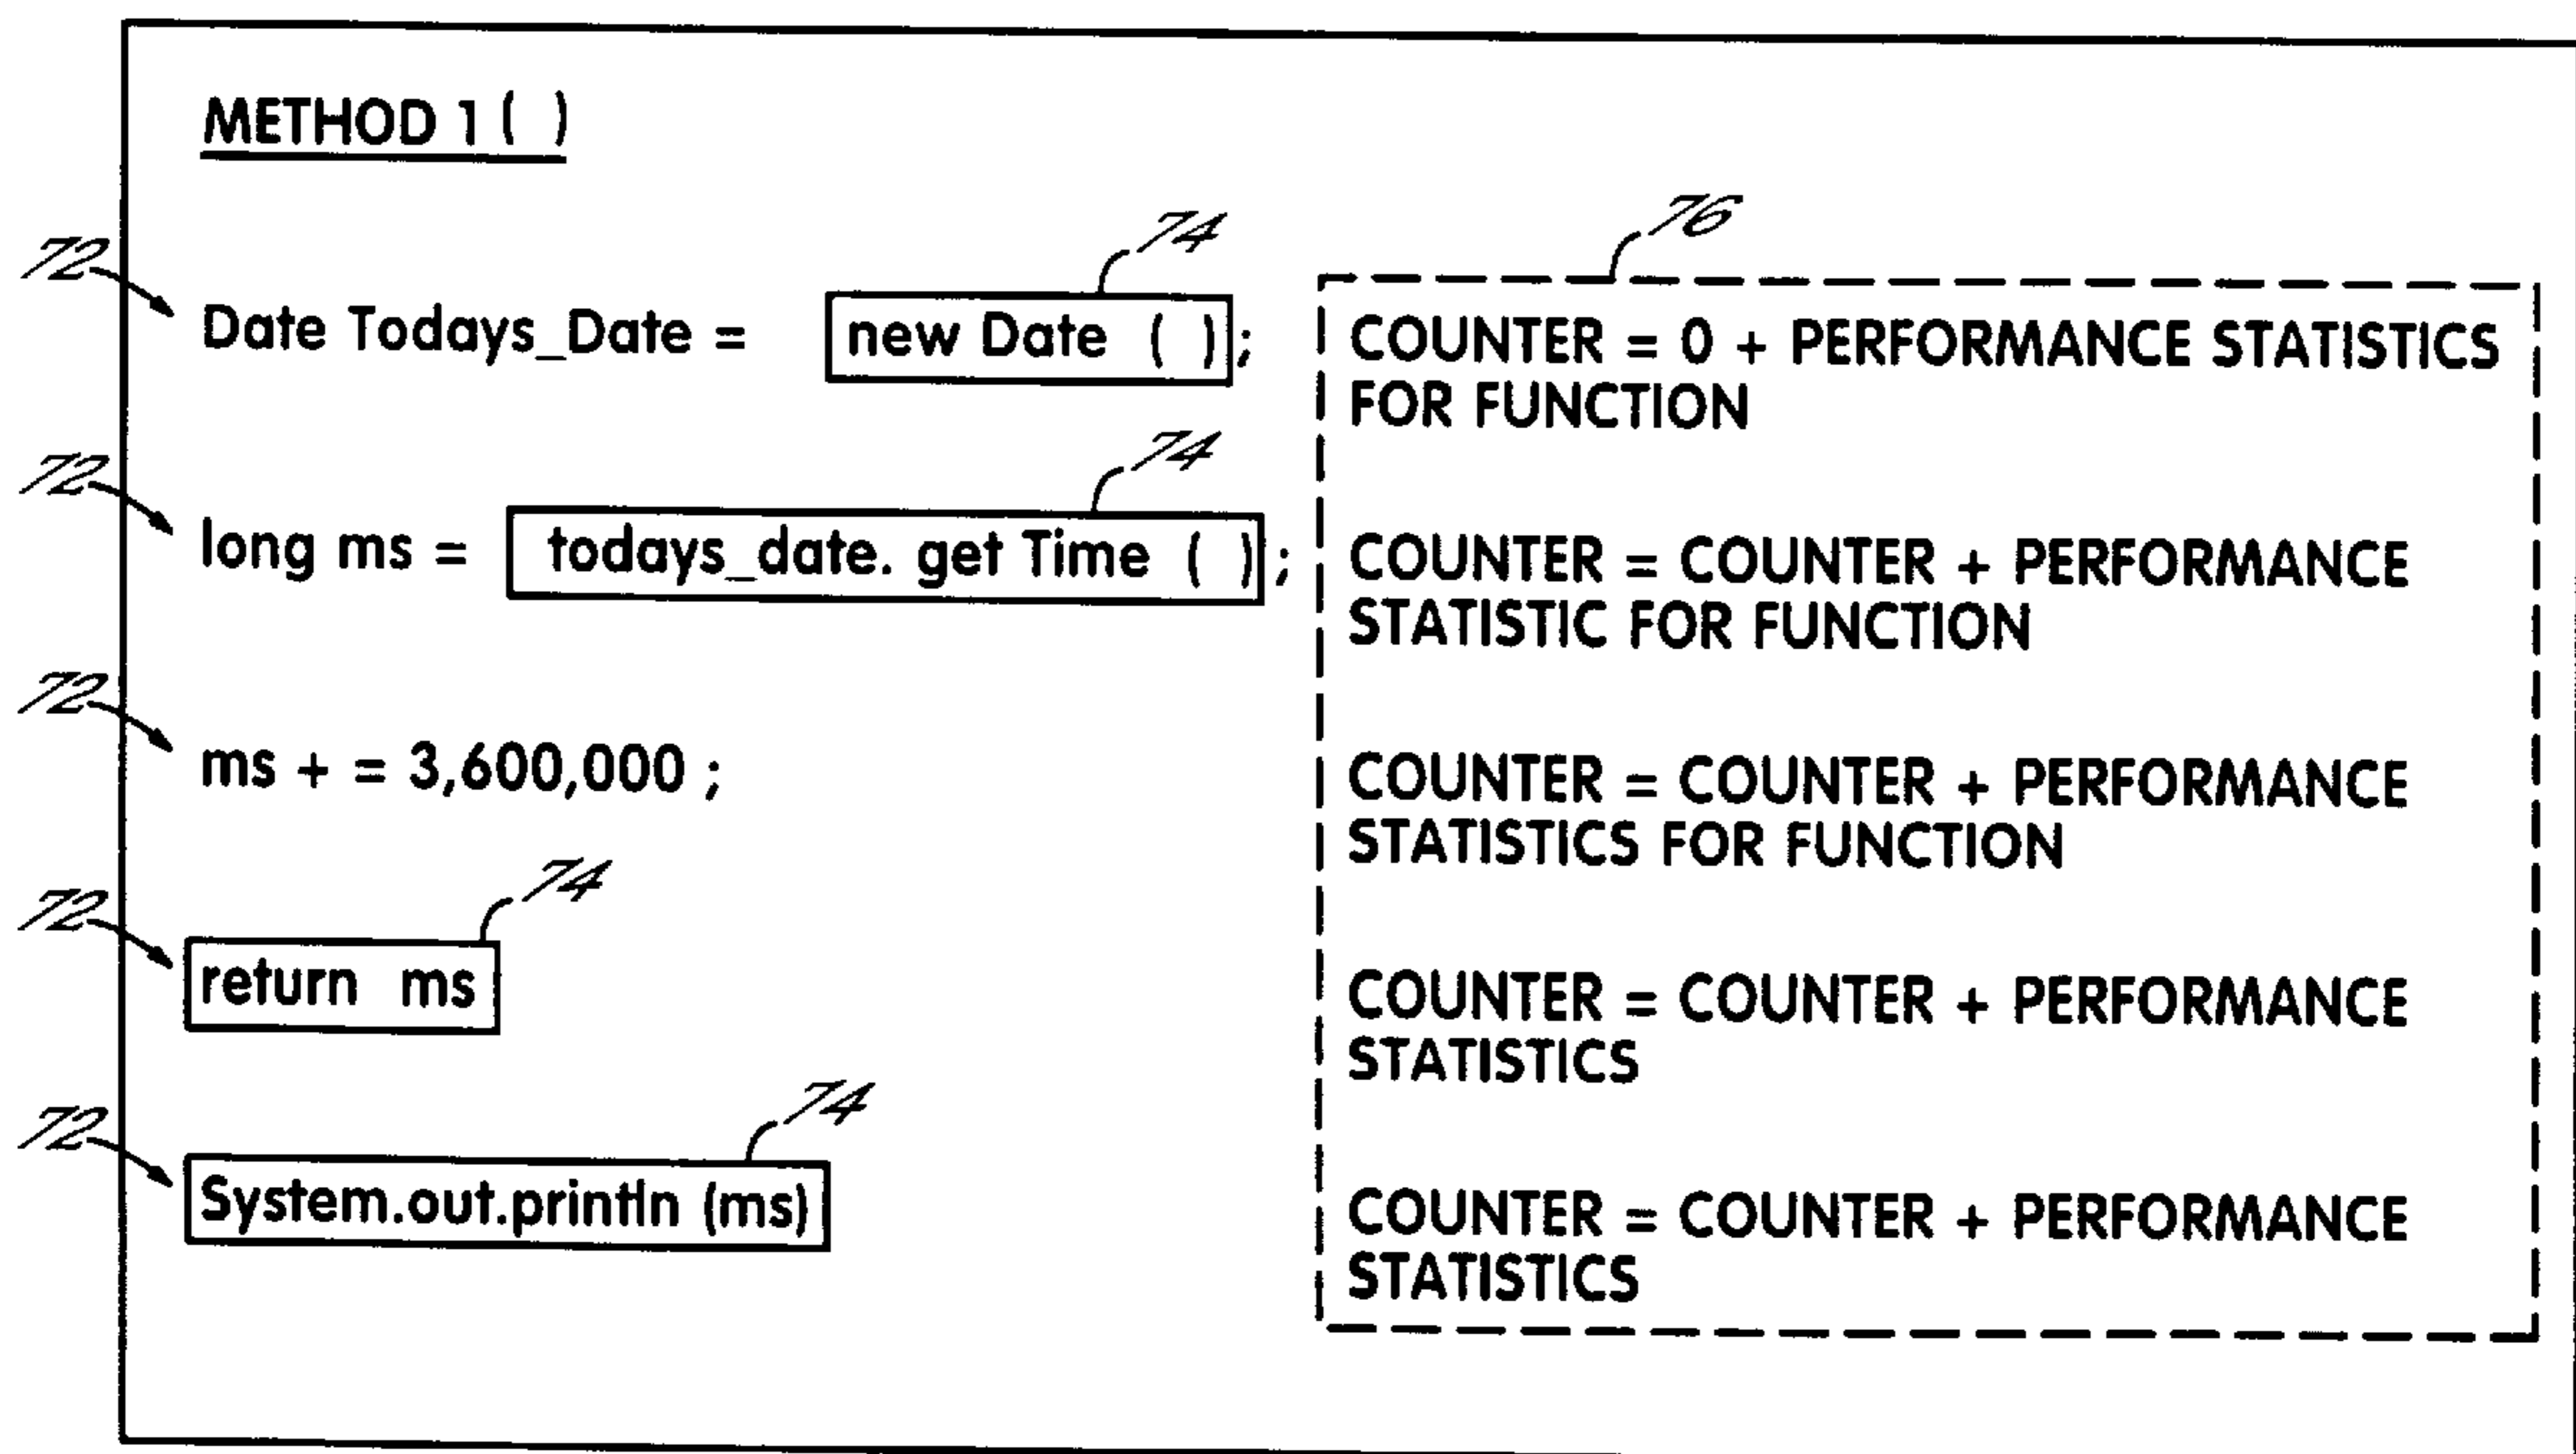 METHOD 1 ( )
76
72
74
Date Todays_Date = new Date ( );
COUNTER = 0 + PERFORMANCE STATISTICS
FOR FUNCTION
72
74
long ms = todays_date. get Time ( );
COUNTER = COUNTER + PERFORMANCE
STATISTIC FOR FUNCTION
72
ms + = 3,600,000 ;
COUNTER = COUNTER + PERFORMANCE
STATISTICS FOR FUNCTION
72
74
return ms
COUNTER = COUNTER + PERFORMANCE
STATISTICS
72
74
System.out.println (ms)
COUNTER = COUNTER + PERFORMANCE
STATISTICS